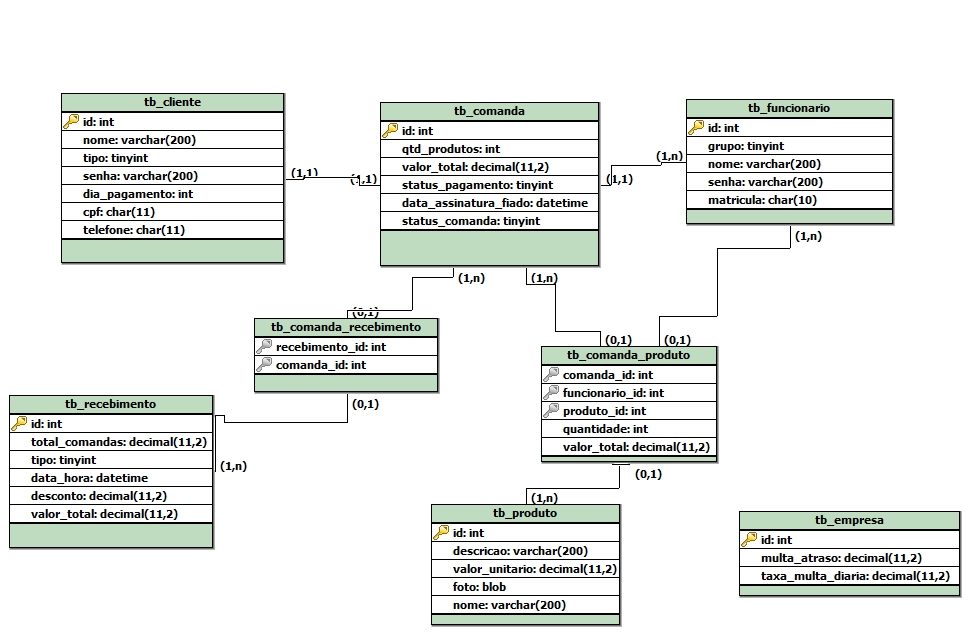 tb_cliente
id: int
nome: varchar(200)
tipo: tinyint
senha: varchar(200)
dia_pagamento: int
cpf: char(11)
telefone: char(11)
(1,1)
(1,1)
tb_comanda
id: int
qtd_produtos: int
valor_total: decimal(11,2)
status_pagamento: tinyint
data_assinatura_fiado: datetime
status_comanda: tinyint
(1,1)
(1,n)
tb_funcionario
id: int
grupo: tinyint
nome: varchar(200)
senha: varchar(200)
matricula: char(10)
(1,n)
(1,n)
(1,n)
(0,1)
tb_comanda_recebimento
recebimento_id: int
comanda_id: int
(0,1)
(0,1)
(0,1)
tb_comanda_produto
comanda_id: int
funcionario_id: int
produto_id: int
quantidade: int
valor_total: decimal(11,2)
(0,1)
tb_recebimento
id: int
total_comandas: decimal(11,2)
tipo: tinyint
data_hora: datetime
desconto: decimal(11,2)
valor_total: decimal(11,2)
(1,n)
(1,n)
tb_produto
id: int
descricao: varchar(200)
valor_unitario: decimal(11,2)
foto: blob
nome: varchar(200)
tb_empresa
id: int
multa_atraso: decimal(11,2)
taxa_multa_diaria: decimal(11,2)